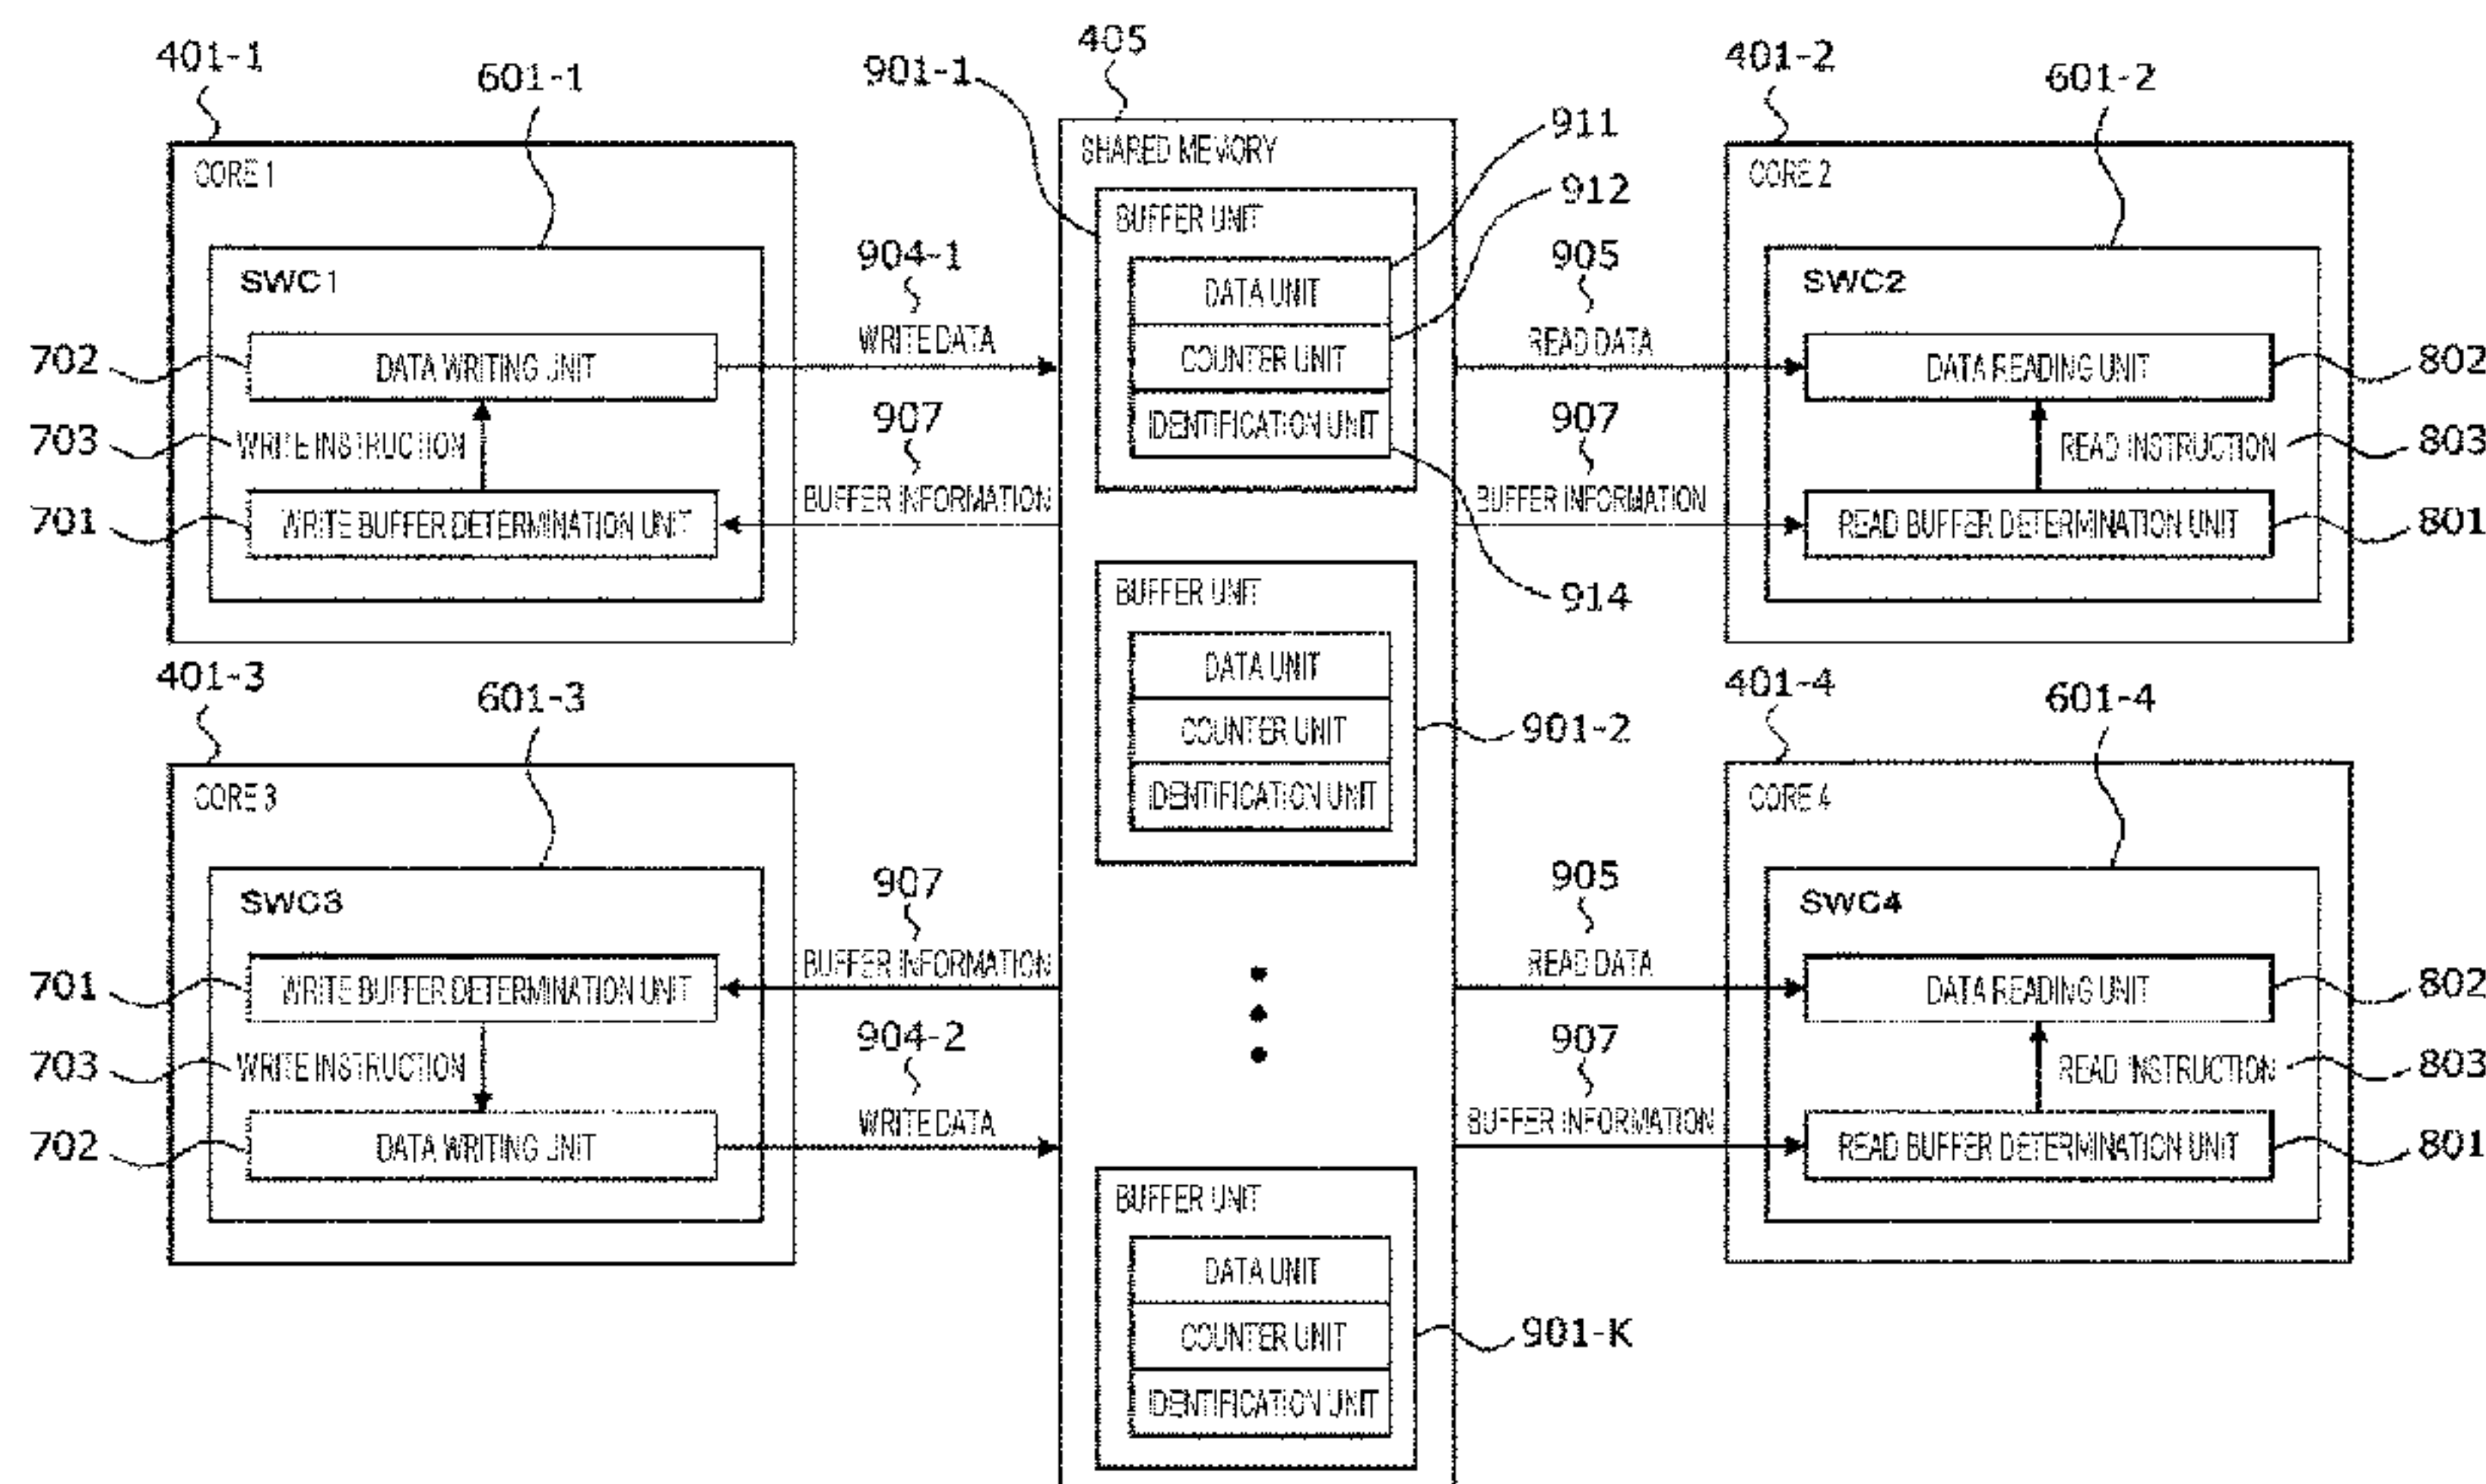 405
401-1
601-1
901-1
401-2
601-2
911
SHARED MEMORY
CORE 1
CORE 2
912
BUFFER UNIT
904-1
905
SWC1
DATA UNIT
SWC2
702
DATA WRITING UNIT
WRITE DATA
COUNTER UNIT
READ DATA
DATA READING UNIT
802
907
IDENTIFICATION UNIT
907
703
WRITE INSTRUCTION
READ INSTRUCTION
803
BUFFER INFORMATION
BUFFER INFORMATION
701
WRITE BUFFER DETERMINATION UNIT
READ BUFFER DETERMINATION UNIT
801
BUFFER UNIT
914
401-3
601-3
DATA UNIT
401-4
601-4
COUNTER UNIT
901-2
CORE 3
IDENTIFICATION UNIT
CORE 4
907
905
SWC3
SWC4
BUFFER INFORMATION
READ DATA
701
WRITE BUFFER DETERMINATION UNIT
DATA READING UNIT
802
904-2
907
703
WRITE INSTRUCTION
READ INSTRUCTION
803
WRITE DATA
BUFFER INFORMATION
702
DATA WRITING UNIT
READ BUFFER DETERMINATION UNIT
801
BUFFER UNIT
DATA UNIT
COUNTER UNIT
901-K
IDENTIFICATION UNIT